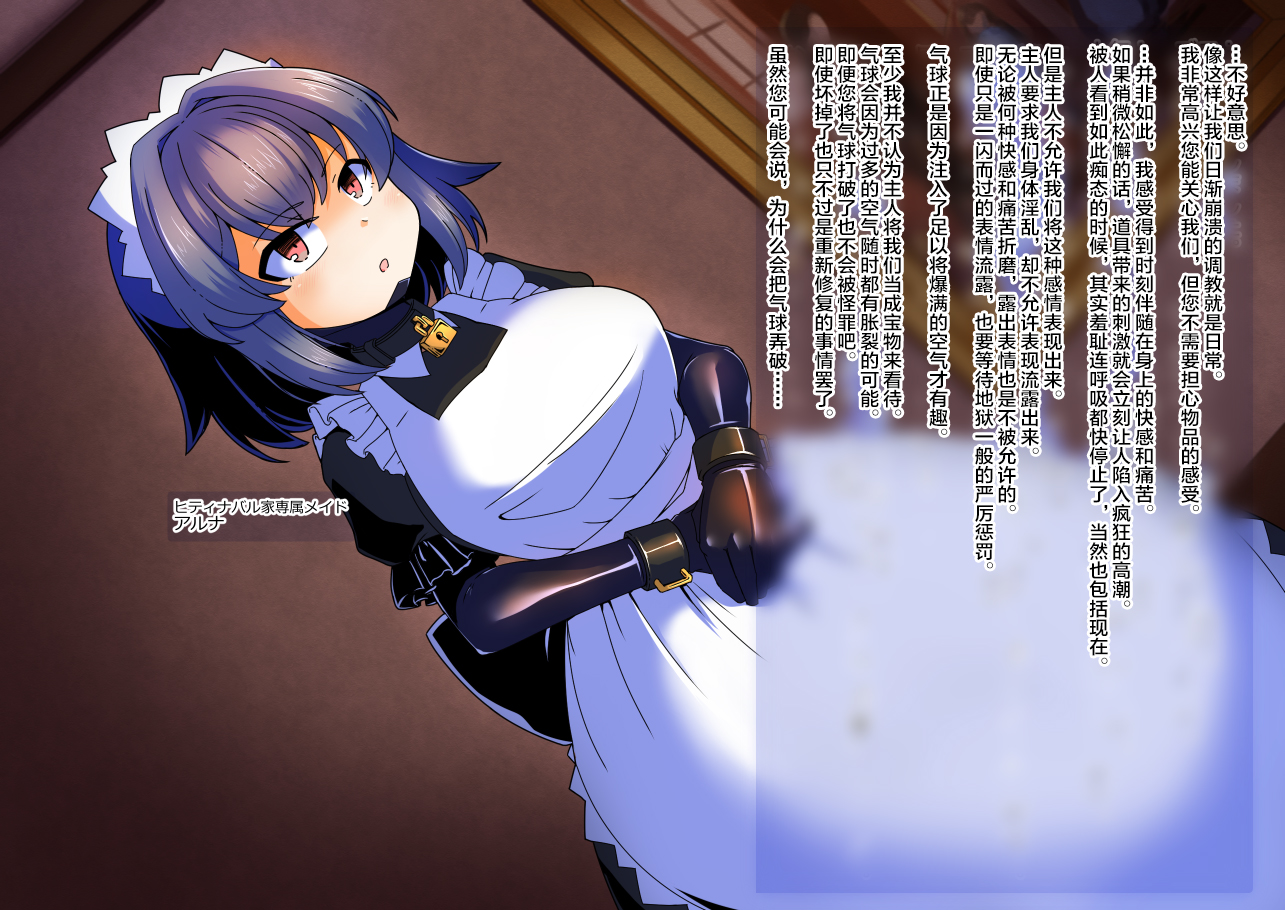 …不好意思。
像这样让我们日渐崩溃的调教就是日常。
我非常高兴您能关心我们，但您不需要担心物品的感受。
…并非如此，我感受得到时刻伴随在身上的快感和痛苦。
如果稍微松懈的话，道具带来的刺激就会立刻让人陷入疯狂的高潮。
被人看到如此痴态的时候，其实羞耻连呼吸都快停止了，当然也包括现在。
但是主人不允许我们将这种感情表现出来。
主人要求我们身体淫乱，却不允许表现流露出来。
无论被何种快感和痛苦折磨，露出表情也是不被允许的。
即使只是一闪而过的表情流露，也要等待地狱一般的严厉惩罚。
气球正是因为注入了足以将爆满的空气才有趣。
至少我并不认为主人将我们当成宝物来看待。
气球会因为过多的空气随时都有胀裂的可能。
即便您将气球打破了也不会被怪罪吧。
即使坏掉了也只不过是重新修复的事情罢了。
虽然您可能会说，为什么会把气球弄破……
ヒティナバル家専属メイド
アルナ